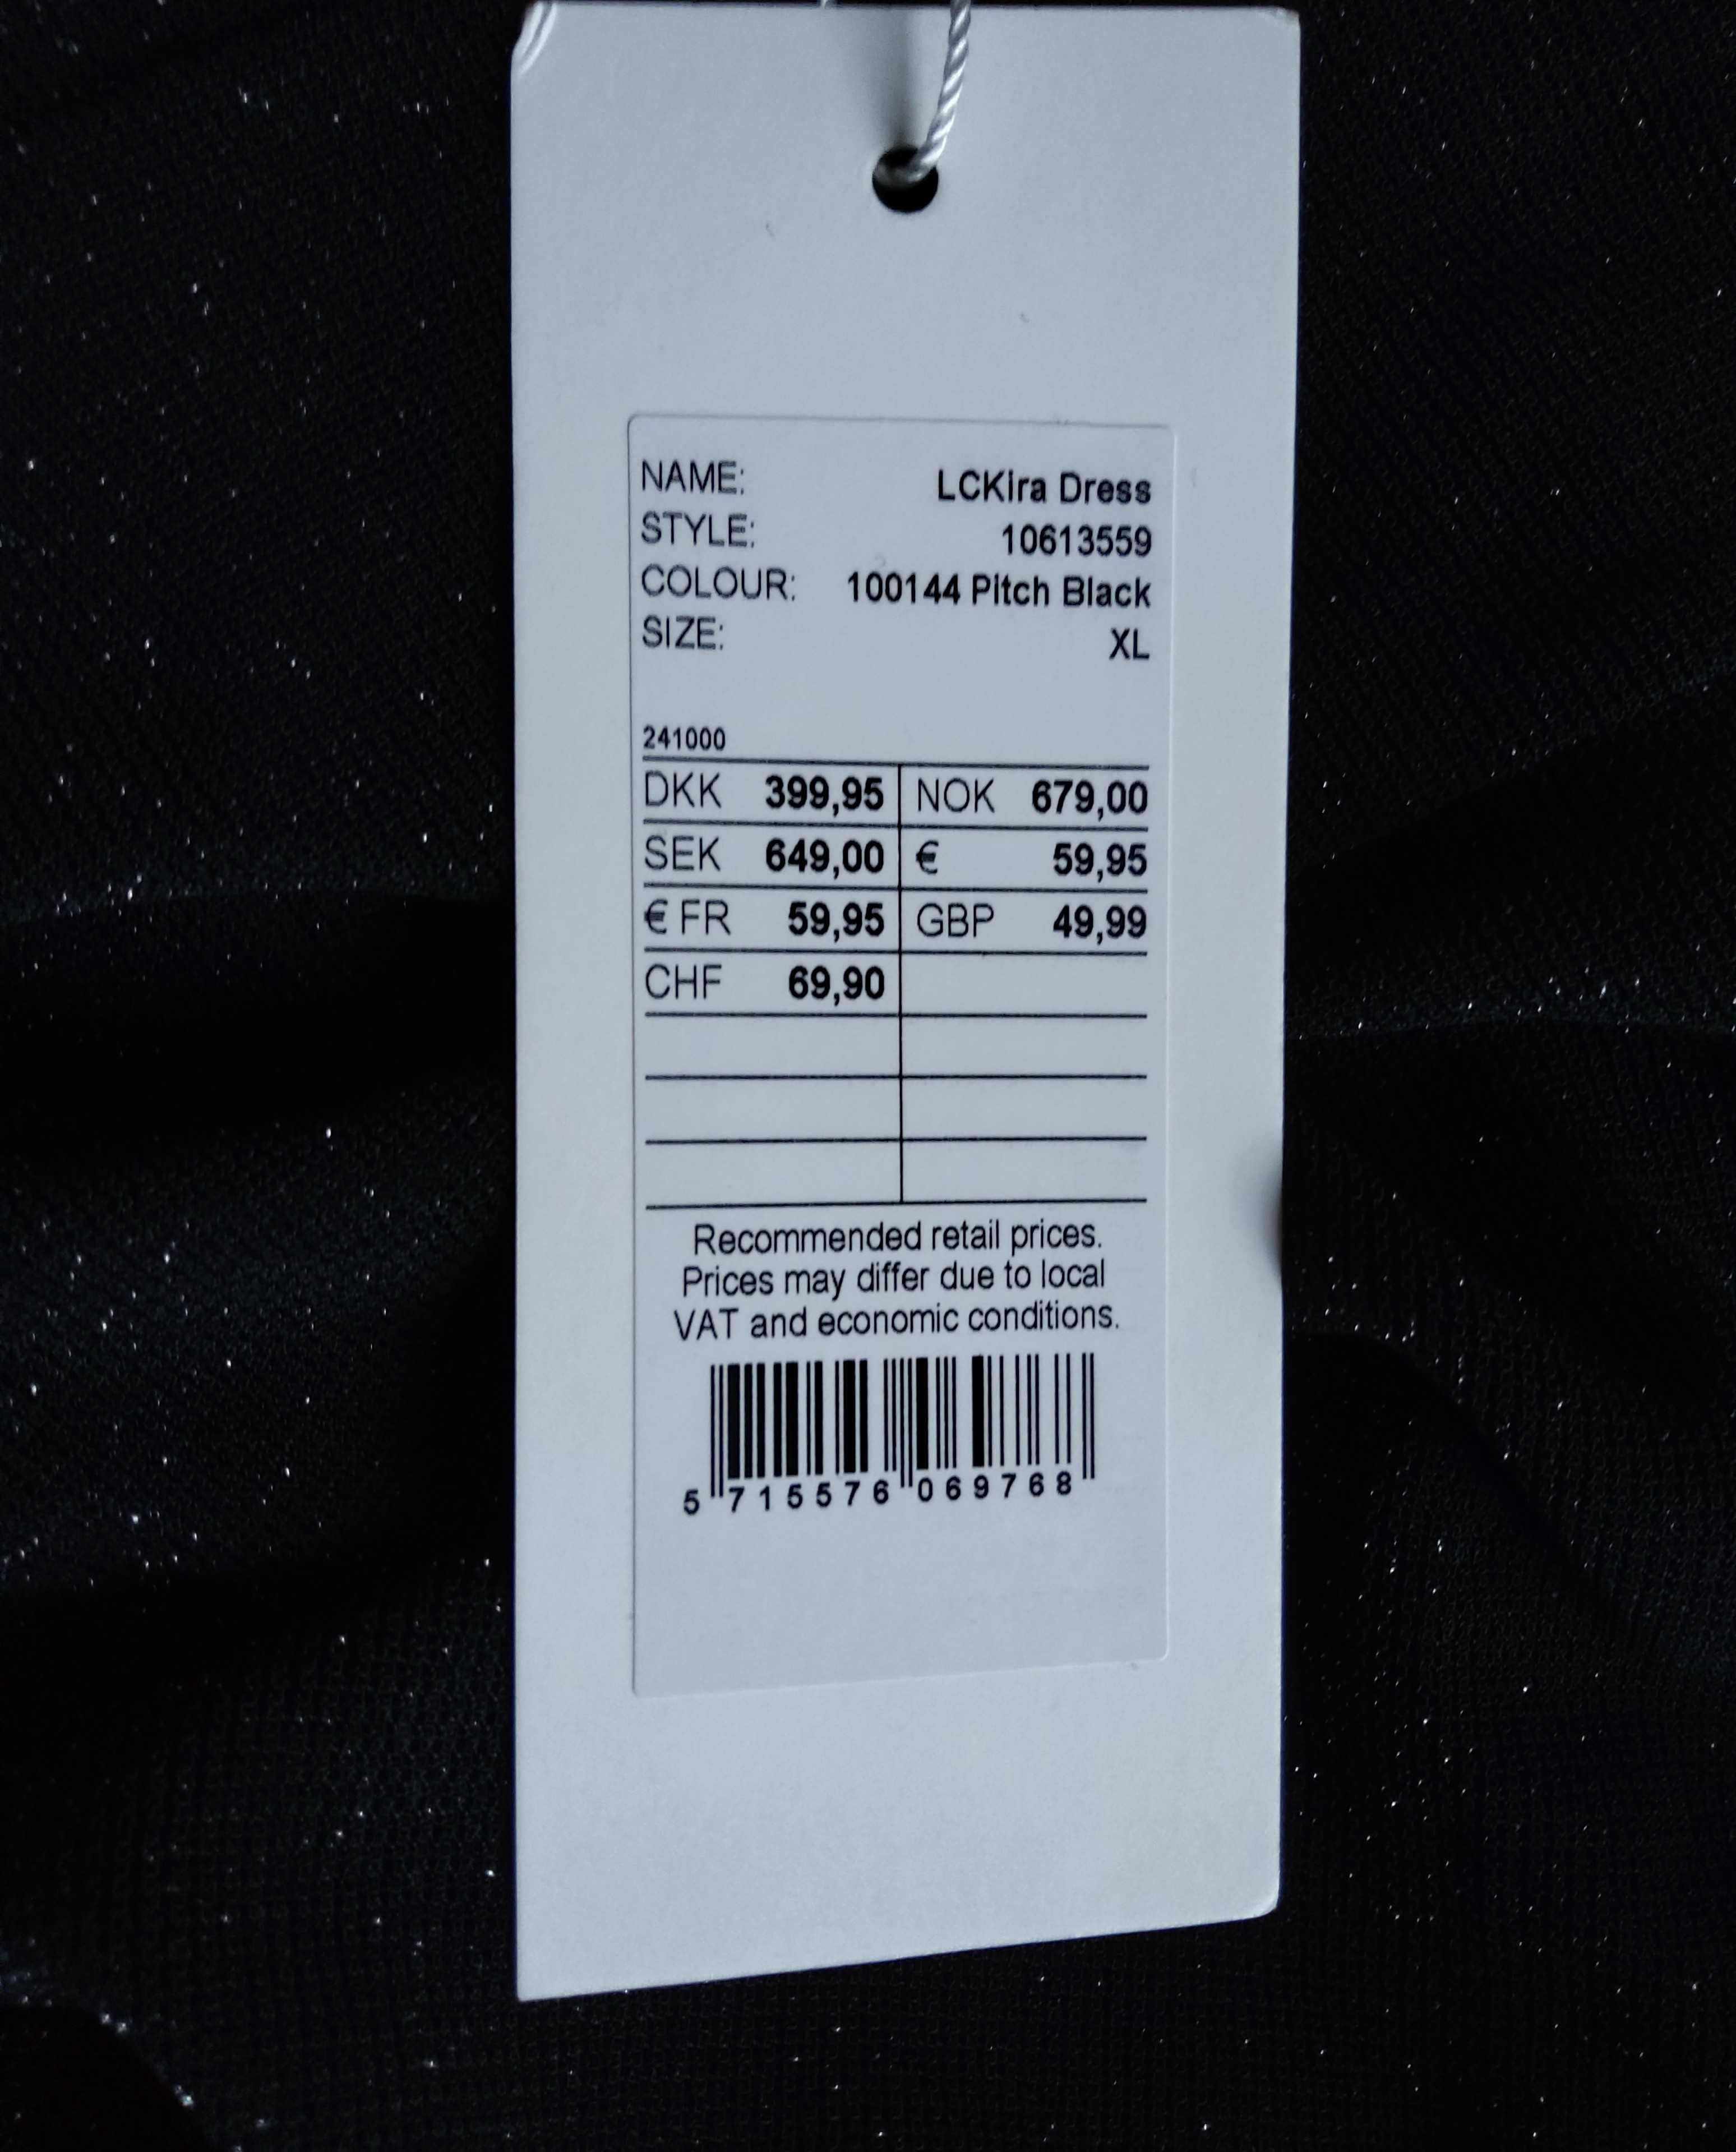 NAME: LCKira Dress
STYLE: 10613559
COLOUR: 100144 Pitch Black
SIZE: XL
241000
DKK 399,95 NOK 679,00
SEK 649,00 € 59,95
€ FR 59,95 GBP 49,99
CHF 69,90
Recommended retail prices.
Prices may differ due to local
VAT and economic conditions.
5 715576 069768